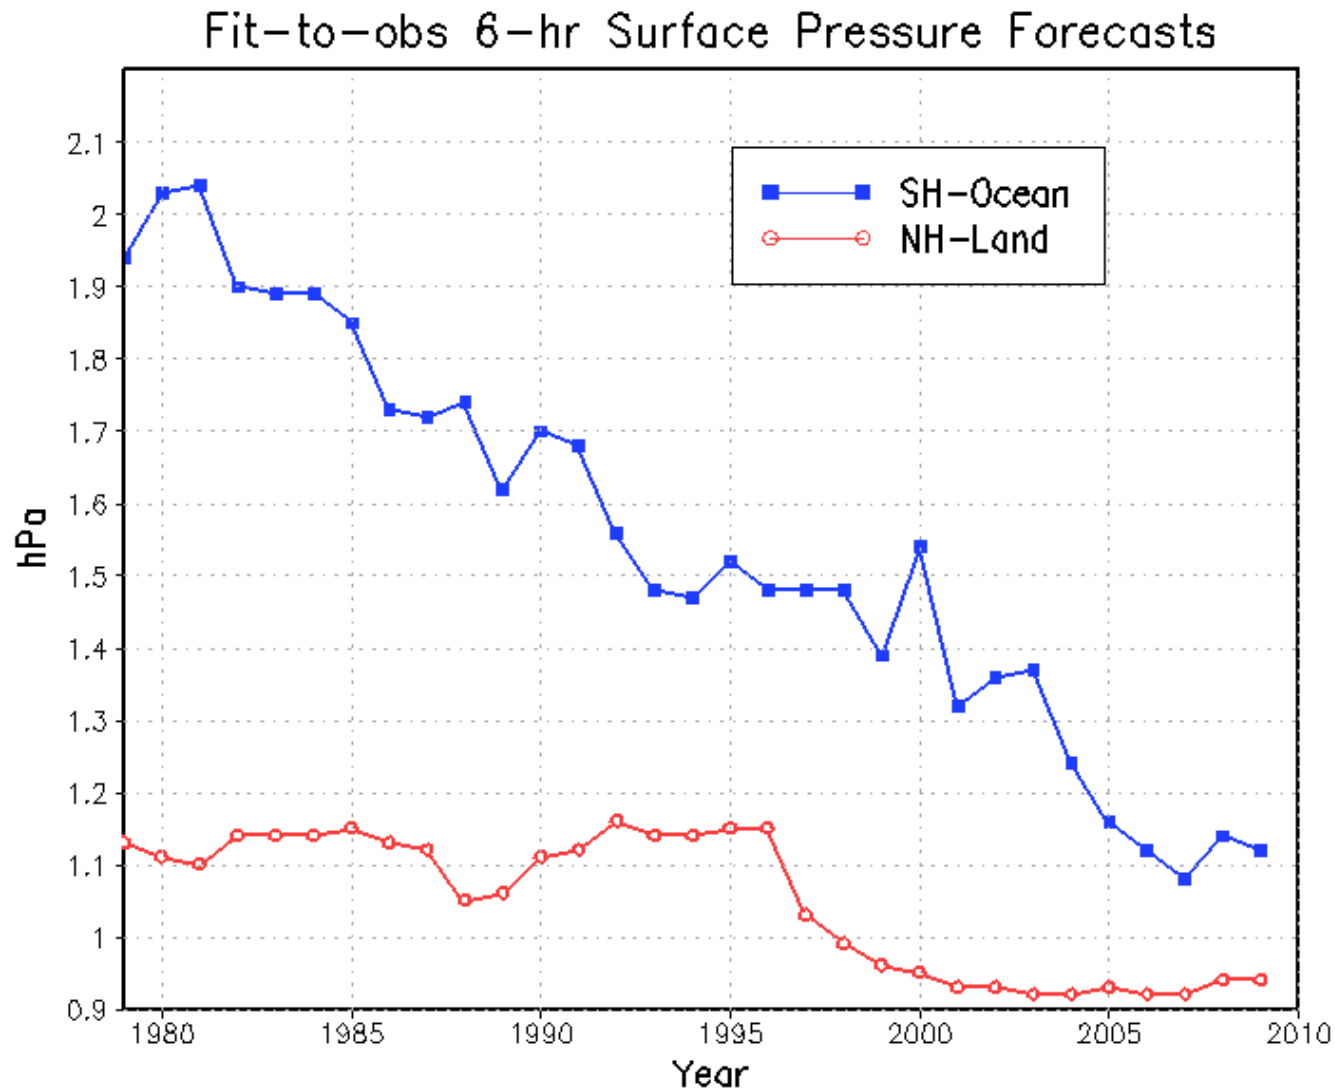 Fit-to-obs 6-hr Surface Pressure Forecasts
SH-Ocean
NH-Land
2.1
2
1.9
1.8
1.7
1.6
1.5
1.4
1.3
1.2
1.1
1
0.9
hPa
1980 1985 1990 1995 2000 2005 2010
Year